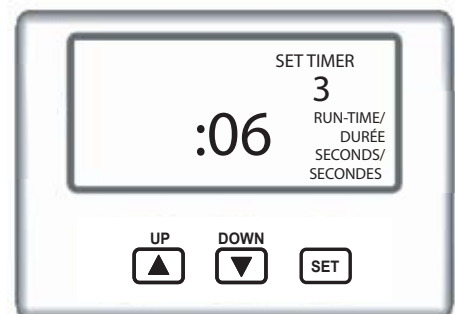 SET TIMER
3
:06
RUN-TIME/
DURÉE
SECONDS/
SECONDES
UP DOWN
SET